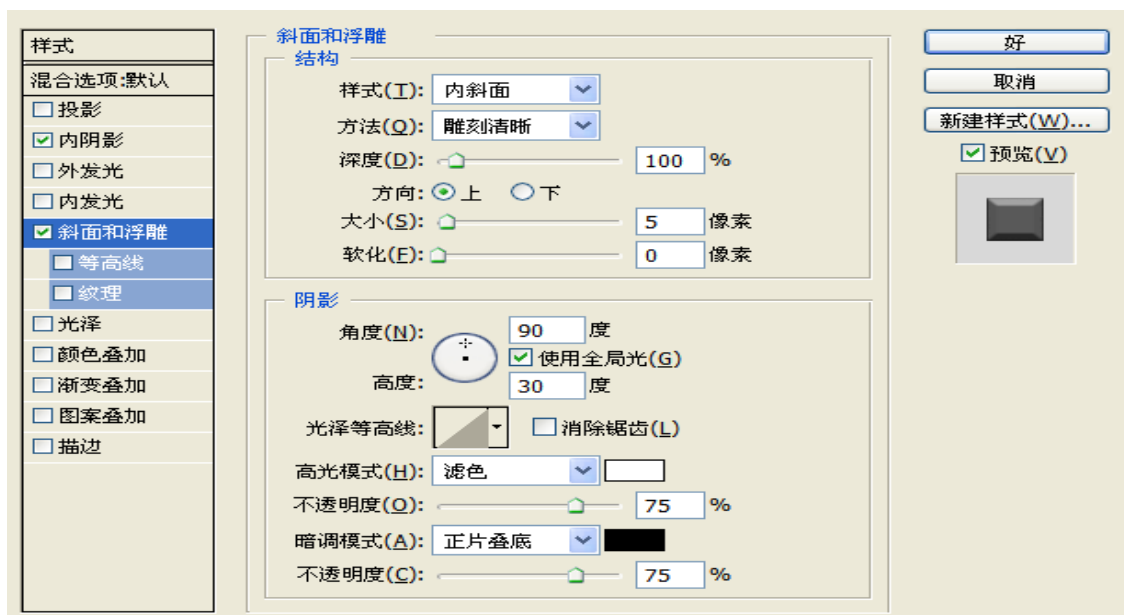 样式
混合选项:默认
投影
内阴影
外发光
内发光
斜面和浮雕
等高线
纹理
光泽
颜色叠加
渐变叠加
图案叠加
描边
斜面和浮雕
结构
样式(T): 内斜面
方法(Q): 雕刻清晰
深度(D): 100 %
方向: 上 下
大小(S): 5 像素
软化(F): 0 像素
阴影
角度(N): 90 度
使用全局光(G)
高度: 30 度
光泽等高线: 消除锯齿(L)
高光模式(H): 滤色
不透明度(O): 75 %
暗调模式(A): 正片叠底
不透明度(C): 75 %
好
取消
新建样式(W)...
预览(V)